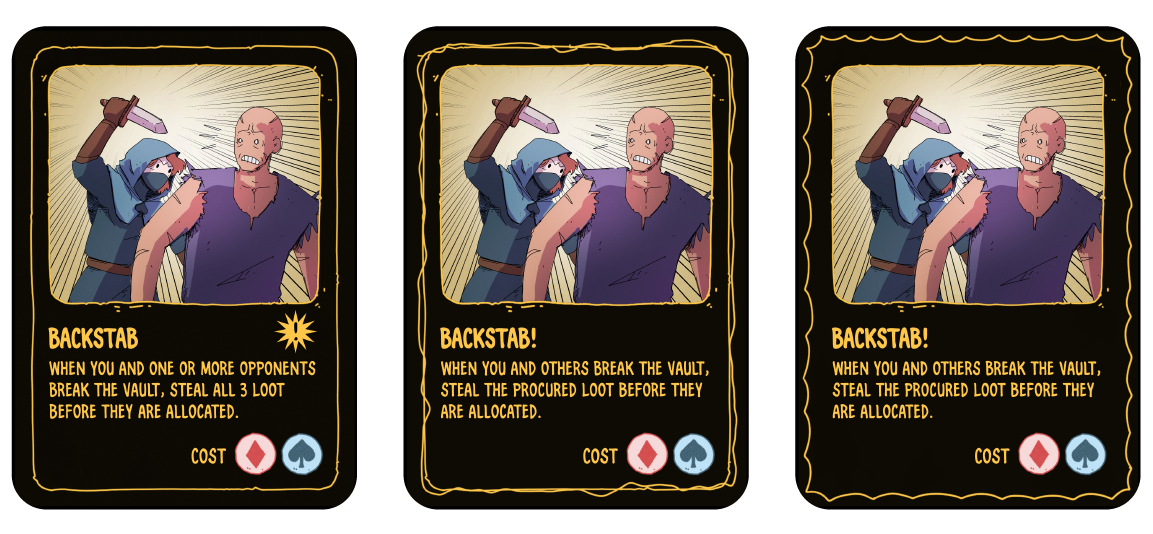 BACKSTAB !
WHEN YOU AND ONE OR MORE OPPONENTS
BREAK THE VAULT, STEAL ALL 3 LOOT
BEFORE THEY ARE ALLOCATED.
COST
BACKSTAB!
WHEN YOU AND OTHERS BREAK THE VAULT,
STEAL THE PROCURED LOOT BEFORE THEY
ARE ALLOCATED.
COST
BACKSTAB!
WHEN YOU AND OTHERS BREAK THE VAULT,
STEAL THE PROCURED LOOT BEFORE THEY
ARE ALLOCATED.
COST